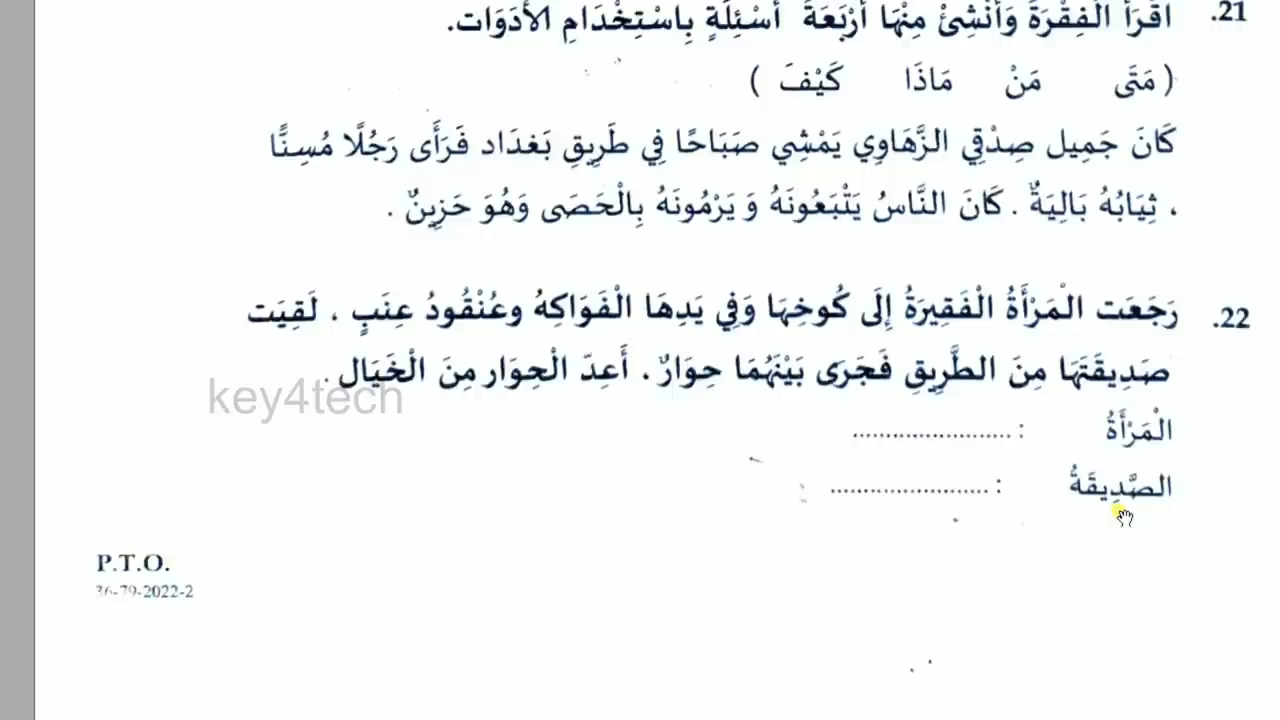 21. اقْرَأِ الْفِقْرَةَ وَأَنْشِئْ مِنْهَا أَرْبَعَةَ أَسْئِلَةٍ بِاسْتِخْدَامِ الأَدَوَات.
( مَتَى مَنْ مَاذَا كَيْفَ )
كَانَ جَمِيل صِدْقِي الزَّهَاوِي يَمْشِي صَبَاحًا فِي طَرِيقِ بَغْدَاد فَرَأَى رَجُلًا مُسِنًّا
، ثِيَابُهُ بَالِيَةٌ . كَانَ النَّاسُ يَتْبَعُونَهُ وَ يَرْمُونَهُ بِالْحَصَى وَهُوَ حَزِينٌ .
22. رَجَعَت الْمَرْأَةُ الْفَقِيرَةُ إِلَى كُوخِهَا وَفِي يَدِهَا الْفَوَاكِهُ وعُنْقُودُ عِنَبٍ ، لَقِيَت
صَدِيقَتَهَا مِنَ الطَّرِيقِ فَجَرَى بَيْنَهُمَا حِوَارٌ. أَعِدّ الْحِوَار مِنَ الْخَيَال .
key4tech
الْمَرْأَةُ : .......................
الصَّدِيقَةُ : .......................
P.T.O.
36-79-2022-2